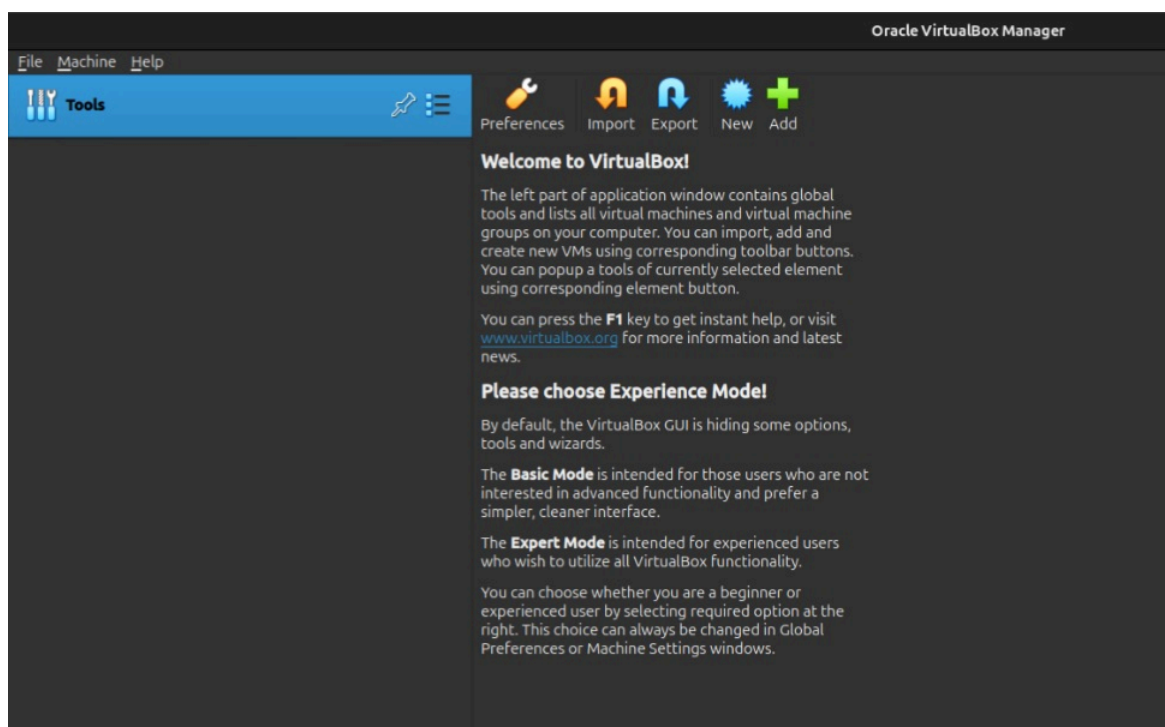 Oracle VirtualBox Manager
File Machine Help
Tools
Preferences Import Export New Add
Welcome to VirtualBox!
The left part of application window contains global
tools and lists all virtual machines and virtual machine
groups on your computer. You can import, add and
create new VMs using corresponding toolbar buttons.
You can popup a tools of currently selected element
using corresponding element button.
You can press the F1 key to get instant help, or visit
www.virtualbox.org for more information and latest
news.
Please choose Experience Mode!
By default, the VirtualBox GUI is hiding some options,
tools and wizards.
The Basic Mode is intended for those users who are not
interested in advanced functionality and prefer a
simpler, cleaner interface.
The Expert Mode is intended for experienced users
who wish to utilize all VirtualBox functionality.
You can choose whether you are a beginner or
experienced user by selecting required option at the
right. This choice can always be changed in Global
Preferences or Machine Settings windows.